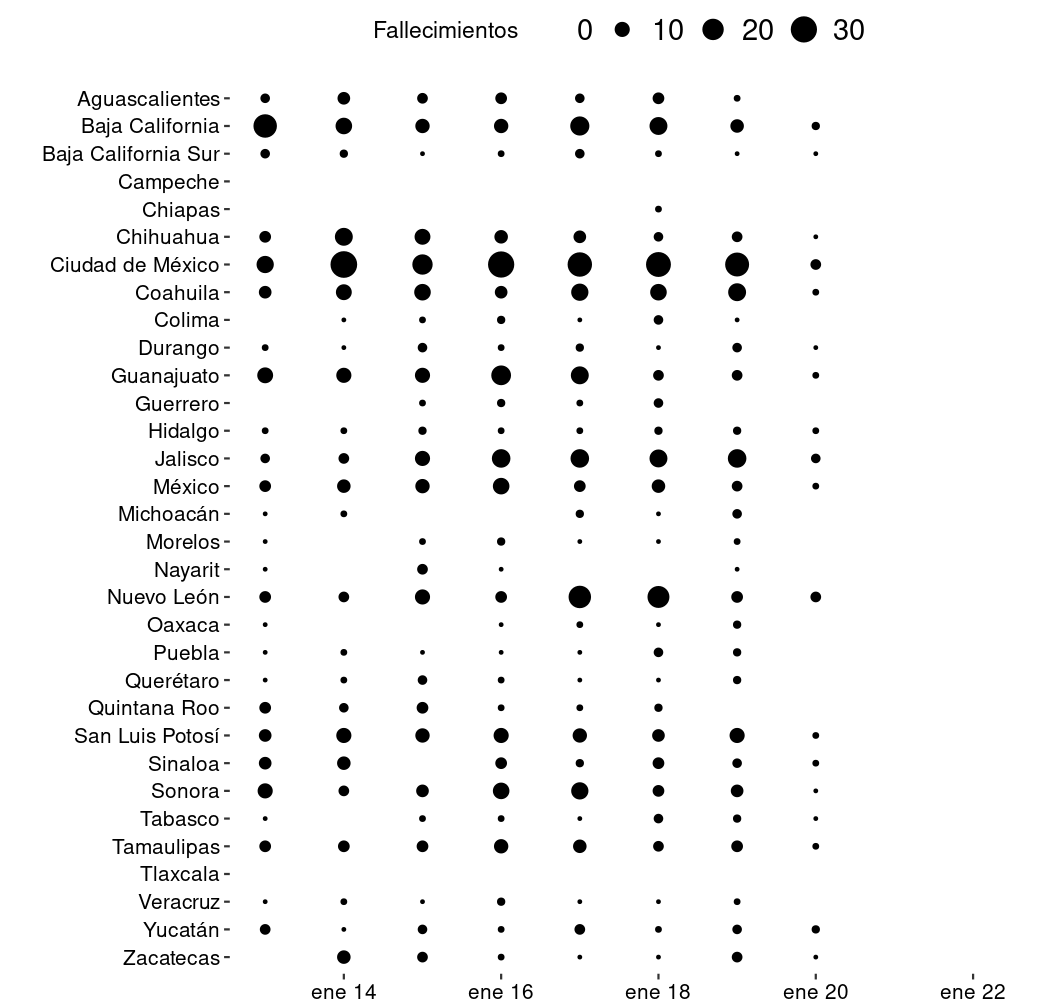 Fallecimientos 0 10 20 30
Aguascalientes
Baja California
Baja California Sur
Campeche
Chiapas
Chihuahua
Ciudad de México
Coahuila
Colima
Durango
Guanajuato
Guerrero
Hidalgo
Jalisco
México
Michoacán
Morelos
Nayarit
Nuevo León
Oaxaca
Puebla
Querétaro
Quintana Roo
San Luis Potosí
Sinaloa
Sonora
Tabasco
Tamaulipas
Tlaxcala
Veracruz
Yucatán
Zacatecas
ene 14 ene 16 ene 18 ene 20 ene 22